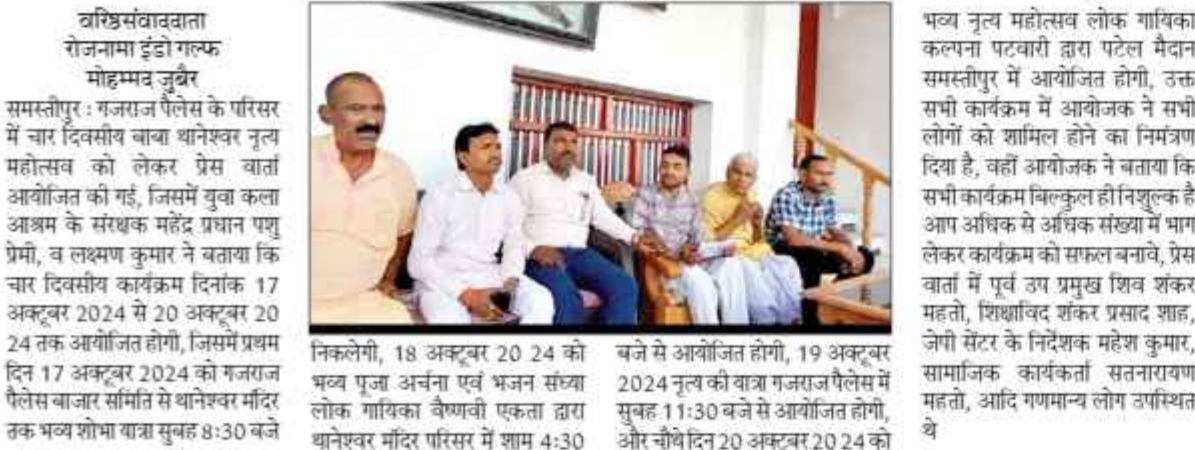 वरिष्ठसंवाददाता
रोजनामा इंडो गल्फ
मोहम्मद जुबैर
समस्तीपुर : गजराज पैलेस के परिसर
में चार दिवसीय बाबा थानेश्वर नृत्य
महोत्सव को लेकर प्रेस वार्ता
आयोजित की गई, जिसमें युवा कला
आश्रम के संरक्षक महेंद्र प्रधान पशु
प्रेमी, व लक्ष्मण कुमार ने बताया कि
चार दिवसीय कार्यक्रम दिनांक 17
अक्टूबर 2024 से 20 अक्टूबर 20
24 तक आयोजित होगी, जिसमें प्रथम
दिन 17 अक्टूबर 2024 को गजराज
पैलेस बाजार समिति से थानेश्वर मंदिर
तक भव्य शोभा यात्रा सुबह 8:30 बजे
निकलेगी, 18 अक्टूबर 20 24 को
भव्य पूजा अर्चना एवं भजन संध्या
लोक गायिका वैष्णवी एकता द्वारा
थानेश्वर मंदिर परिसर में शाम 4:30
बजे से आयोजित होगी, 19 अक्टूबर
2024 नृत्य की यात्रा गजराज पैलेस में
सुबह 11:30 बजे से आयोजित होगी,
और चौथे दिन 20 अक्टूबर 20 24 को
भव्य नृत्य महोत्सव लोक गायिका
कल्पना पटवारी द्वारा पटेल मैदान
समस्तीपुर में आयोजित होगी, उक्त
सभी कार्यक्रम में आयोजक ने सभी
लोगों को शामिल होने का निमंत्रण
दिया है, वहीं आयोजक ने बताया कि
सभी कार्यक्रम बिल्कुल ही निशुल्क है
आप अधिक से अधिक संख्या में भाग
लेकर कार्यक्रम को सफल बनावे, प्रेस
वार्ता में पूर्व उप प्रमुख शिव शंकर
महतो, शिक्षाविद शंकर प्रसाद शाह,
जेपी सेंटर के निर्देशक महेश कुमार,
सामाजिक कार्यकर्ता सतनारायण
महतो, आदि गणमान्य लोग उपस्थित
थे